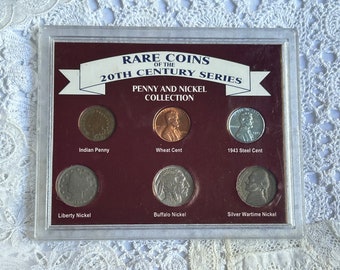 RARE COINS
OF THE
20TH CENTURY SERIES
PENNY AND NICKEL
COLLECTION
Indian Penny
Wheat Cent
1943 Steel Cent
Liberty Nickel
Buffalo Nickel
Silver Wartime Nickel